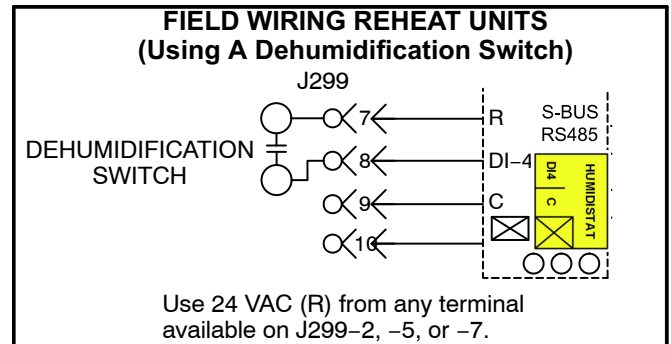 FIELD WIRING REHEAT UNITS
(Using A Dehumidification Switch)
J299
DEHUMIDIFICATION
SWITCH
7
8
9
10
R
DI−4
C
S-BUS
RS485
DI4
C
HUMIDISTAT
Use 24 VAC (R) from any terminal
available on J299−2, −5, or −7.